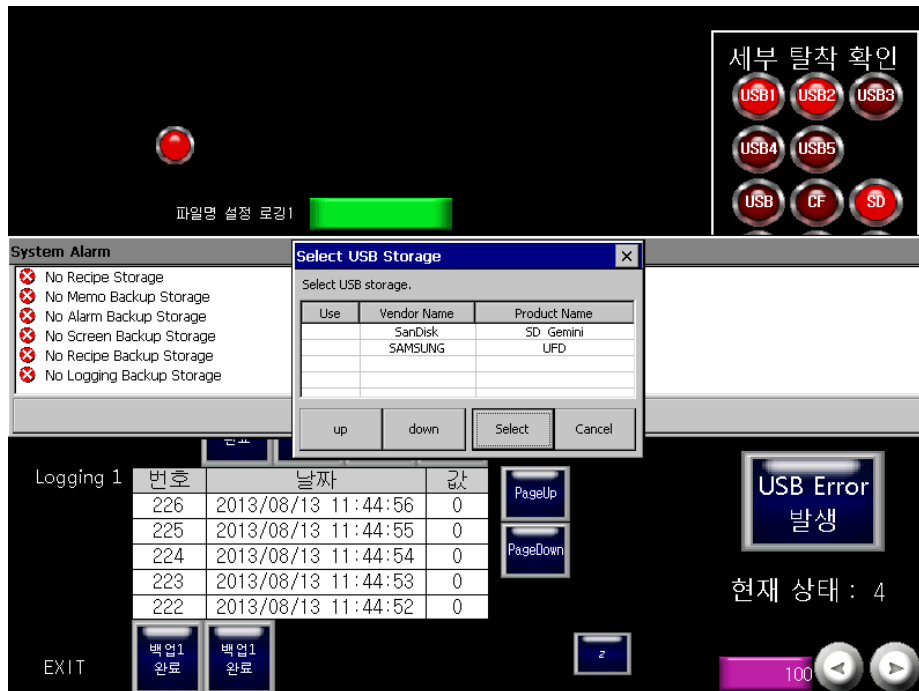 세부 탈착 확인
USB1 USB2 USB3
USB4 USB5
USB CF SD
파일명 설정 로깅1
System Alarm
No Recipe Storage
No Memo Backup Storage
No Alarm Backup Storage
No Screen Backup Storage
No Recipe Backup Storage
No Logging Backup Storage
Select USB Storage
Select USB storage.
Use Vendor Name Product Name
SanDisk SD Gemini
SAMSUNG UFD
up down Select Cancel
완료
Logging 1
번호 날짜 값
226 2013/08/13 11:44:56 0
225 2013/08/13 11:44:55 0
224 2013/08/13 11:44:54 0
223 2013/08/13 11:44:53 0
222 2013/08/13 11:44:52 0
PageUp
PageDown
USB Error
발생
현재 상태 : 4
EXIT
백업1
완료
백업1
완료
z
100